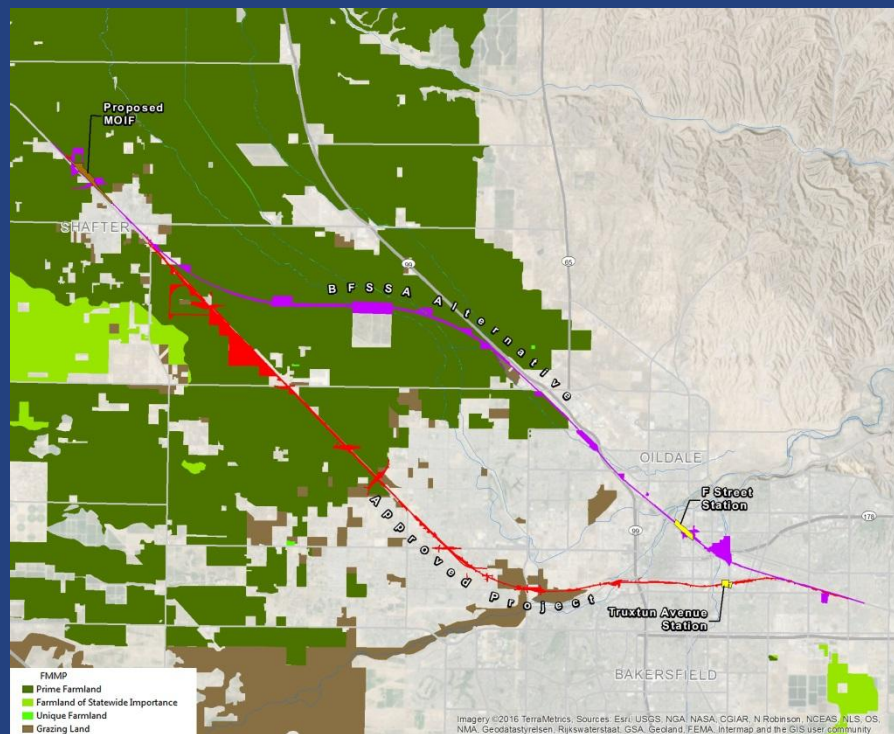 Proposed
MOIF
SHAFTER
99
65
BFSSA Alternative
OILDALE
F Street
Station
178
99
Approved Project
Truxtun Avenue
Station
BAKERSFIELD
FMMP
Prime Farmland
Farmland of Statewide Importance
Unique Farmland
Grazing Land
Imagery ©2016 TerraMetrics, Sources: Esri, USGS, NGA, NASA, CGIAR, N Robinson, NCEAS, NLS, OS,
NMA, Geodatastyrelsen, Rijkswaterstaat, GSA, Geoland, FEMA, Intermap and the GIS user community